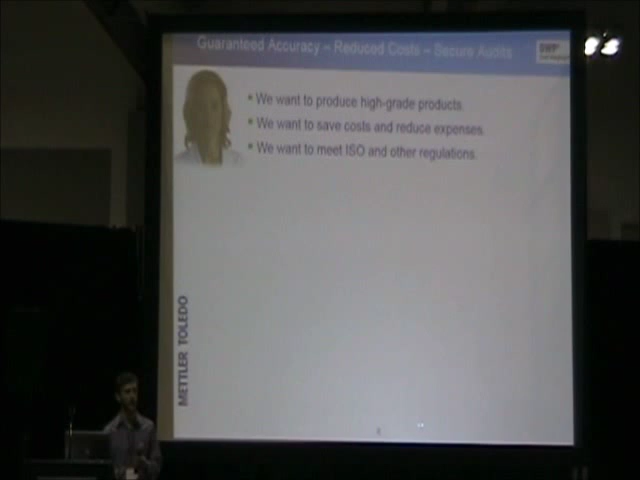 Guaranteed Accuracy – Reduced Costs – Secure Audits
GWP
• We want to produce high-grade products.
• We want to save costs and reduce expenses.
• We want to meet ISO and other regulations.
METTLER TOLEDO